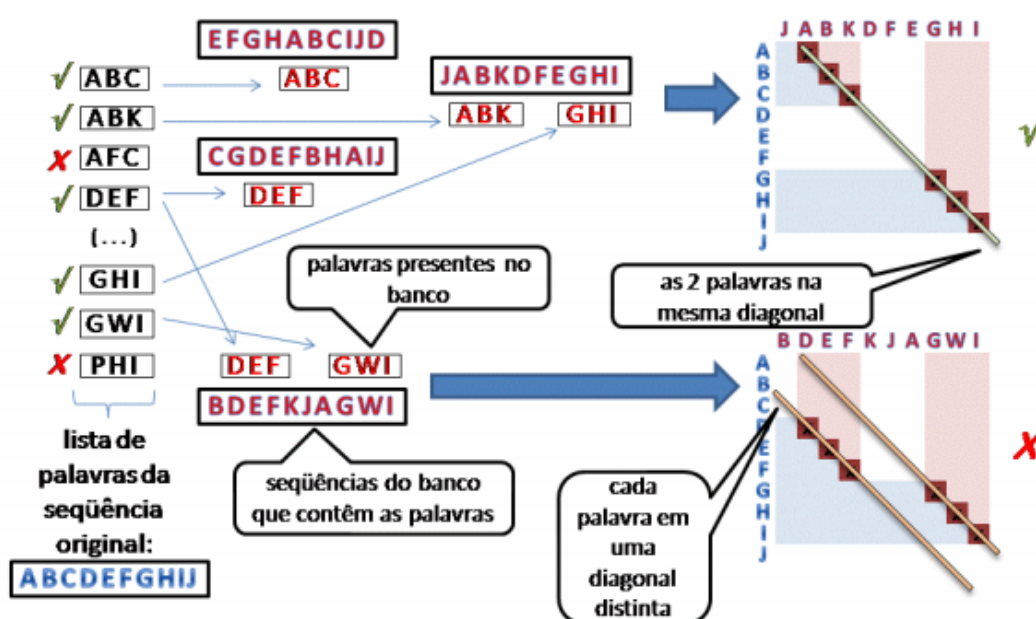 EFGHABCIJD
ABC
ABC
JABKDFEGHI
ABK
ABK
GHI
AFC
CGDEFBHAIJ
DEF
DEF
(...)
GHI
GWI
PHI
palavras presentes no
banco
DEF
GWI
BDEFKJAGWI
lista de
palavras da
seqüência
original:
ABCDEFGHIJ
seqüências do banco
que contêm as palavras
J A B K D F E G H I
A
B
C
D
E
F
G
H
I
J
as 2 palavras na
mesma diagonal
B D E F K J A G W I
A
B
C
E
F
G
H
I
J
cada
palavra em
uma
diagonal
distinta